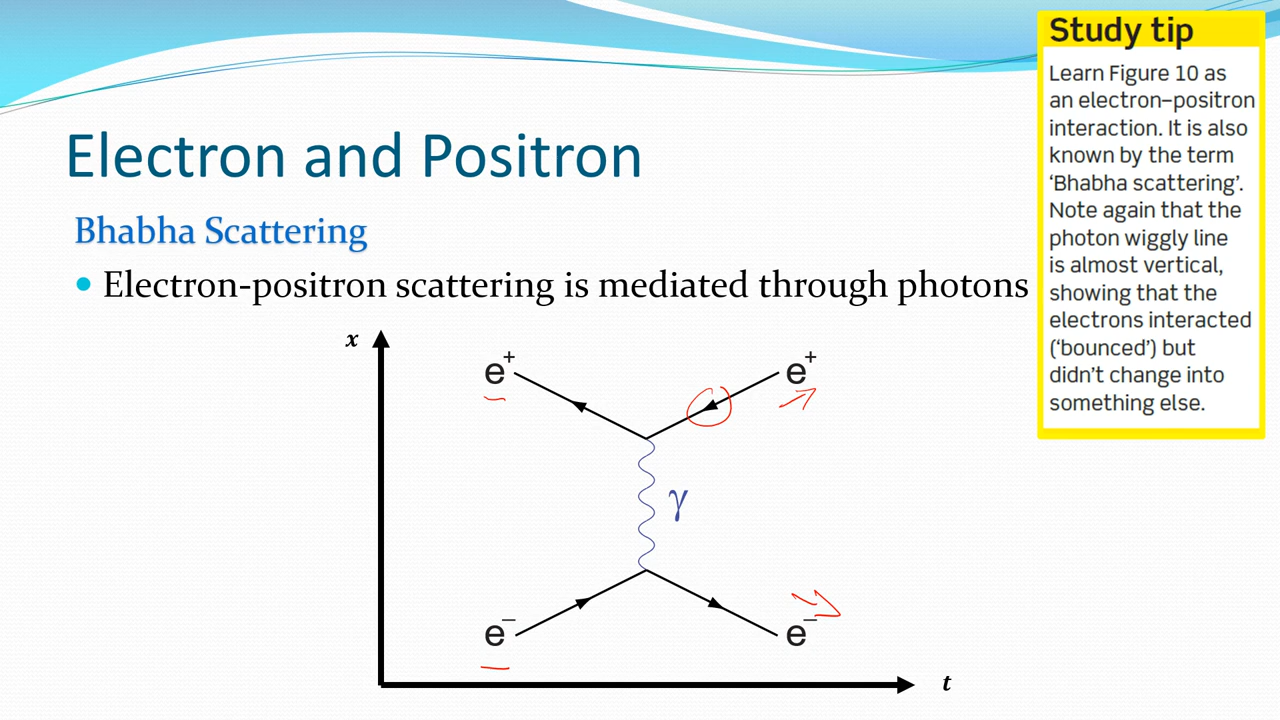 Electron and Positron
Bhabha Scattering
Electron-positron scattering is mediated through photons
x
e⁺
e⁺
γ
e⁻
e⁻
t
Study tip
Learn Figure 10 as
an electron–positron
interaction. It is also
known by the term
‘Bhabha scattering’.
Note again that the
photon wiggly line
is almost vertical,
showing that the
electrons interacted
(‘bounced’) but
didn’t change into
something else.